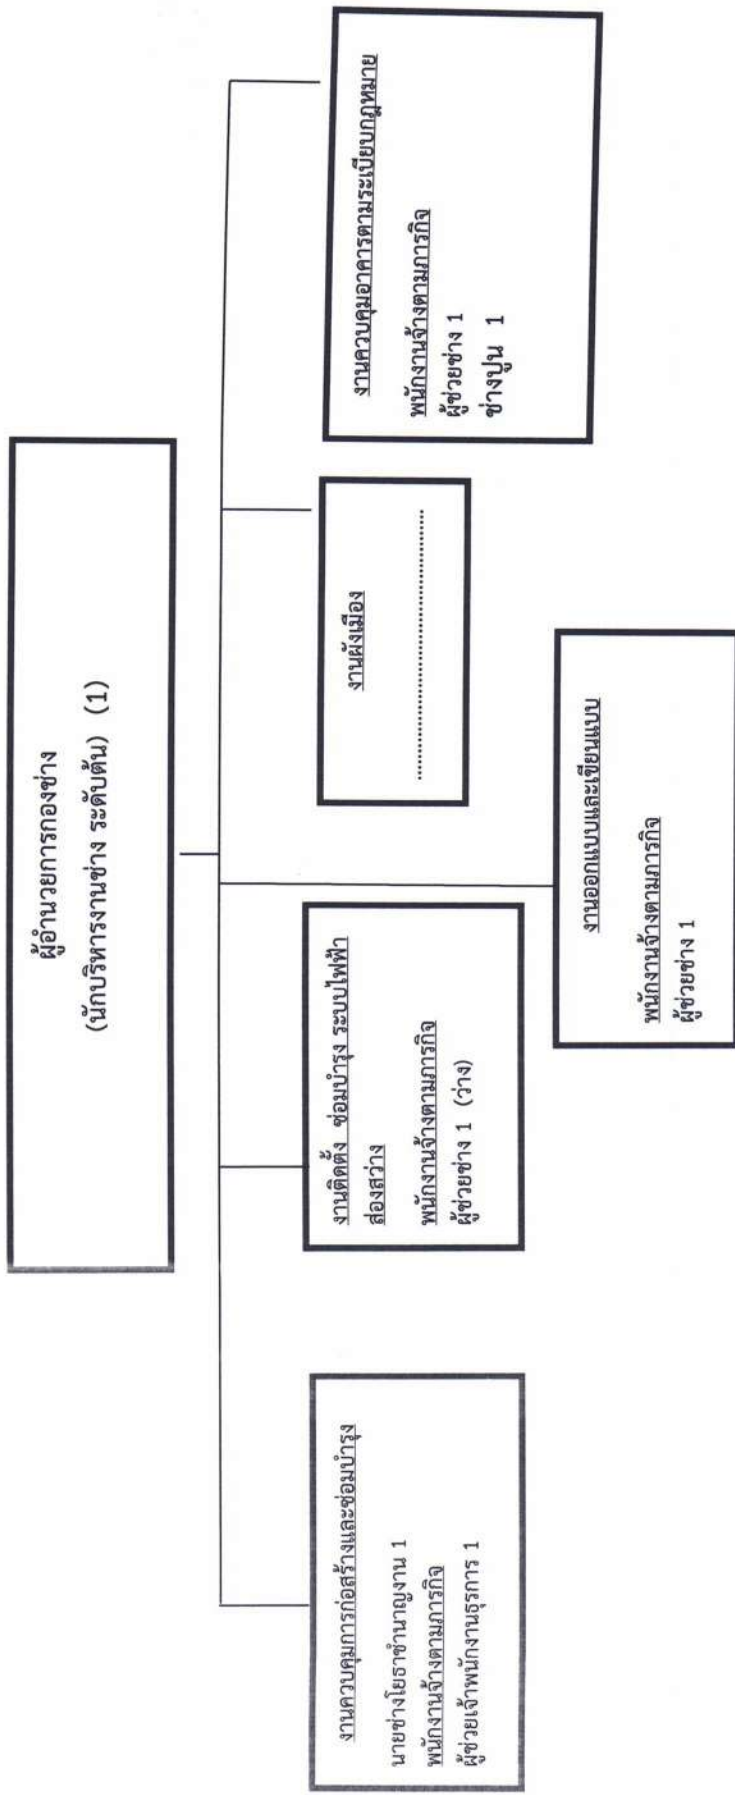 ผู้อำนวยการกองช่าง
(นักบริหารงานช่าง ระดับต้น) (1)
งานควบคุมการก่อสร้างและซ่อมบำรุง
นายช่างโยธาชำนาญงาน 1
พนักงานจ้างตามภารกิจ
ผู้ช่วยเจ้าพนักงานธุรการ 1
งานติดตั้ง ซ่อมบำรุง ระบบไฟฟ้า
ส่องสว่าง
พนักงานจ้างตามภารกิจ
ผู้ช่วยช่าง 1 (ว่าง)
งานออกแบบและเขียนแบบ
พนักงานจ้างตามภารกิจ
ผู้ช่วยช่าง 1
งานผังเมือง
................................................
งานควบคุมอาคารตามระเบียบกฎหมาย
พนักงานจ้างตามภารกิจ
ผู้ช่วยช่าง 1
ช่างปูน 1